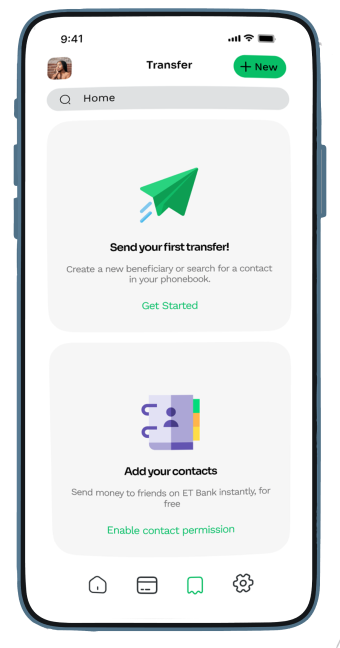 9:41
Transfer
+ New
Home
Send your first transfer!
Create a new beneficiary or search for a contact
in your phonebook.
Get Started
Add your contacts
Send money to friends on ET Bank instantly, for
free
Enable contact permission